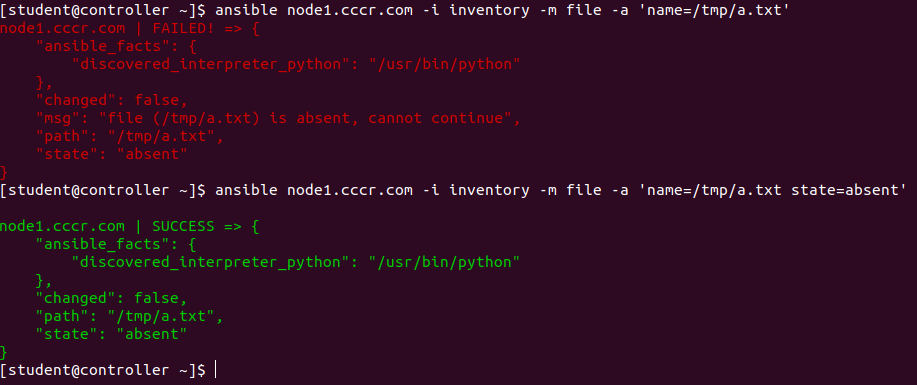 [student@controller ~]$ ansible node1.cccr.com -i inventory -m file -a 'name=/tmp/a.txt'
node1.cccr.com | FAILED! => {
    "ansible_facts": {
        "discovered_interpreter_python": "/usr/bin/python"
    },
    "changed": false,
    "msg": "file (/tmp/a.txt) is absent, cannot continue",
    "path": "/tmp/a.txt",
    "state": "absent"
}
[student@controller ~]$ ansible node1.cccr.com -i inventory -m file -a 'name=/tmp/a.txt state=absent'
node1.cccr.com | SUCCESS => {
    "ansible_facts": {
        "discovered_interpreter_python": "/usr/bin/python"
    },
    "changed": false,
    "path": "/tmp/a.txt",
    "state": "absent"
}
[student@controller ~]$